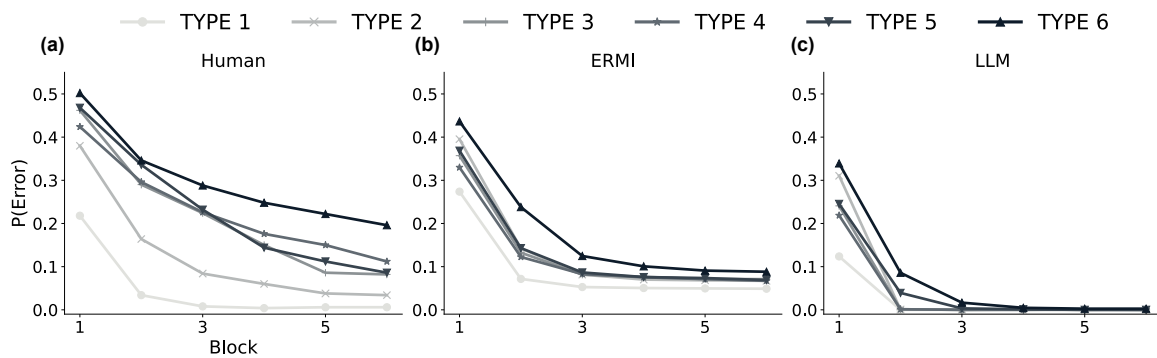 TYPE 1 TYPE 2 TYPE 3 TYPE 4 TYPE 5 TYPE 6
(a) (b) (c)
Human ERMI LLM
P(Error)
0.5 0.5 0.5
0.4 0.4 0.4
0.3 0.3 0.3
0.2 0.2 0.2
0.1 0.1 0.1
0.0 0.0 0.0
1 3 5 1 3 5 1 3 5
Block